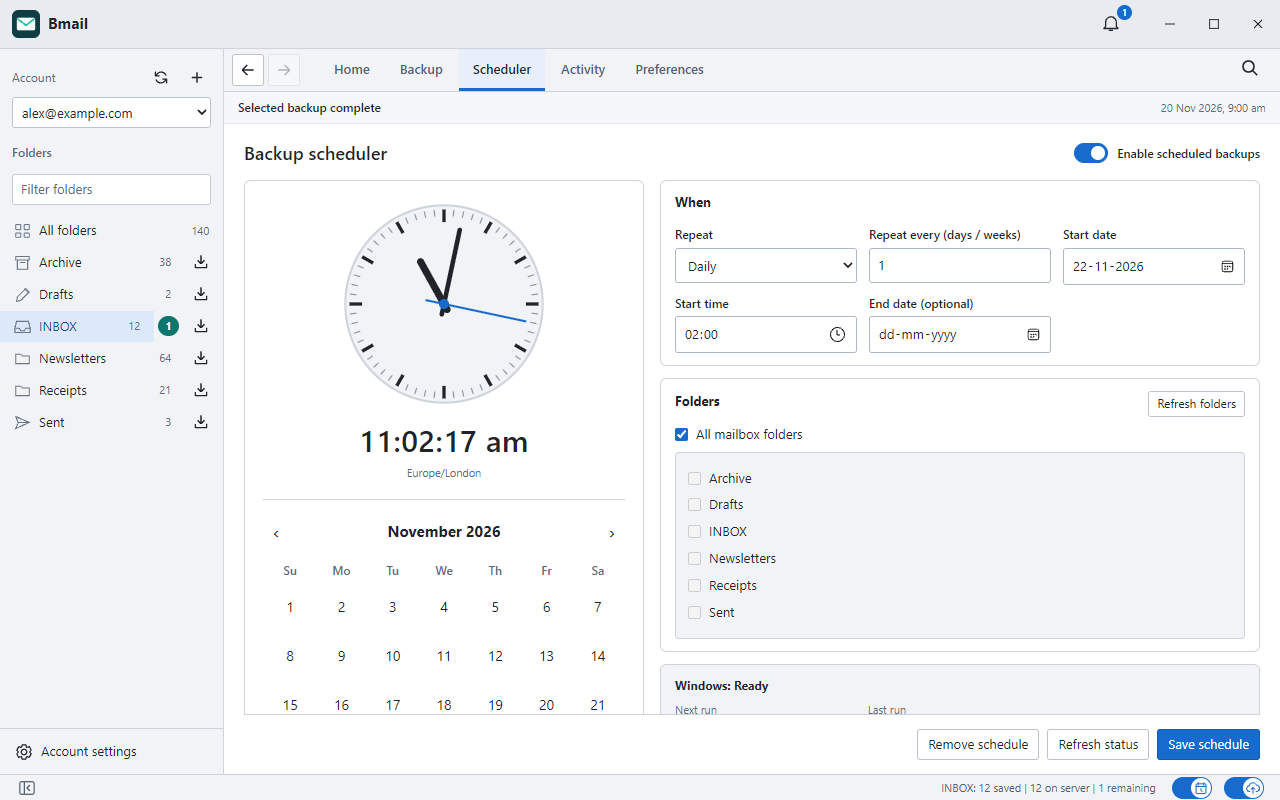 Bmail
1
Account
alex@example.com
Folders
Filter folders
All folders 140
Archive 38
Drafts 2
INBOX 12 1
Newsletters 64
Receipts 21
Sent 3
Account settings
Home Backup Scheduler Activity Preferences
Selected backup complete 20 Nov 2026, 9:00 am
Backup scheduler Enable scheduled backups
11:02:17 am
Europe/London
‹ November 2026 ›
Su Mo Tu We Th Fr Sa
1 2 3 4 5 6 7
8 9 10 11 12 13 14
15 16 17 18 19 20 21
When
Repeat Repeat every (days / weeks) Start date
Daily 1 22-11-2026
Start time End date (optional)
02:00 dd-mm-yyyy
Folders Refresh folders
All mailbox folders
Archive
Drafts
INBOX
Newsletters
Receipts
Sent
Windows: Ready
Next run Last run
Remove schedule Refresh status Save schedule
INBOX: 12 saved | 12 on server | 1 remaining